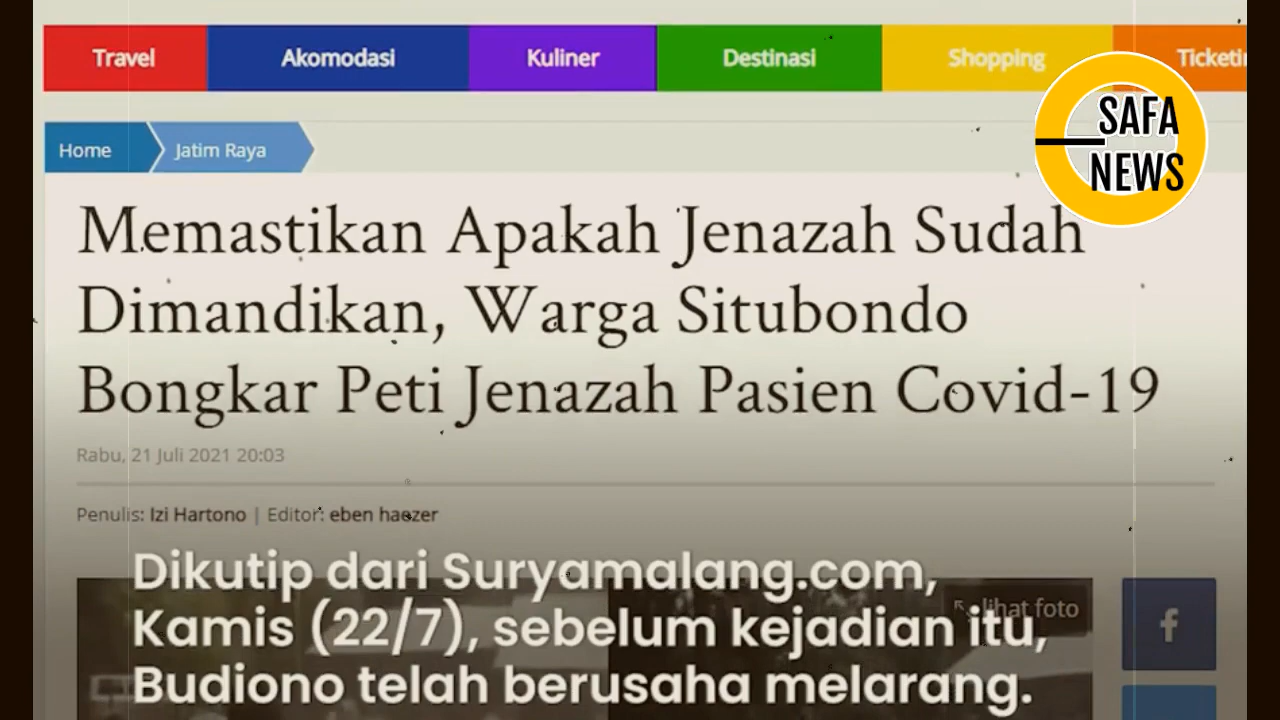 Travel Akomodasi Kuliner Destinasi Shopping
SAFA
NEWS
Home Jatim Raya
Memastikan Apakah Jenazah Sudah
Dimandikan, Warga Situbondo
Bongkar Peti Jenazah Pasien Covid-19
Rabu, 21 Juli 2021 20:03
Penulis: Izi Hartono | Editor: eben haezer
lihat foto
Dikutip dari Suryamalang.com,
Kamis (22/7), sebelum kejadian itu,
Budiono telah berusaha melarang.